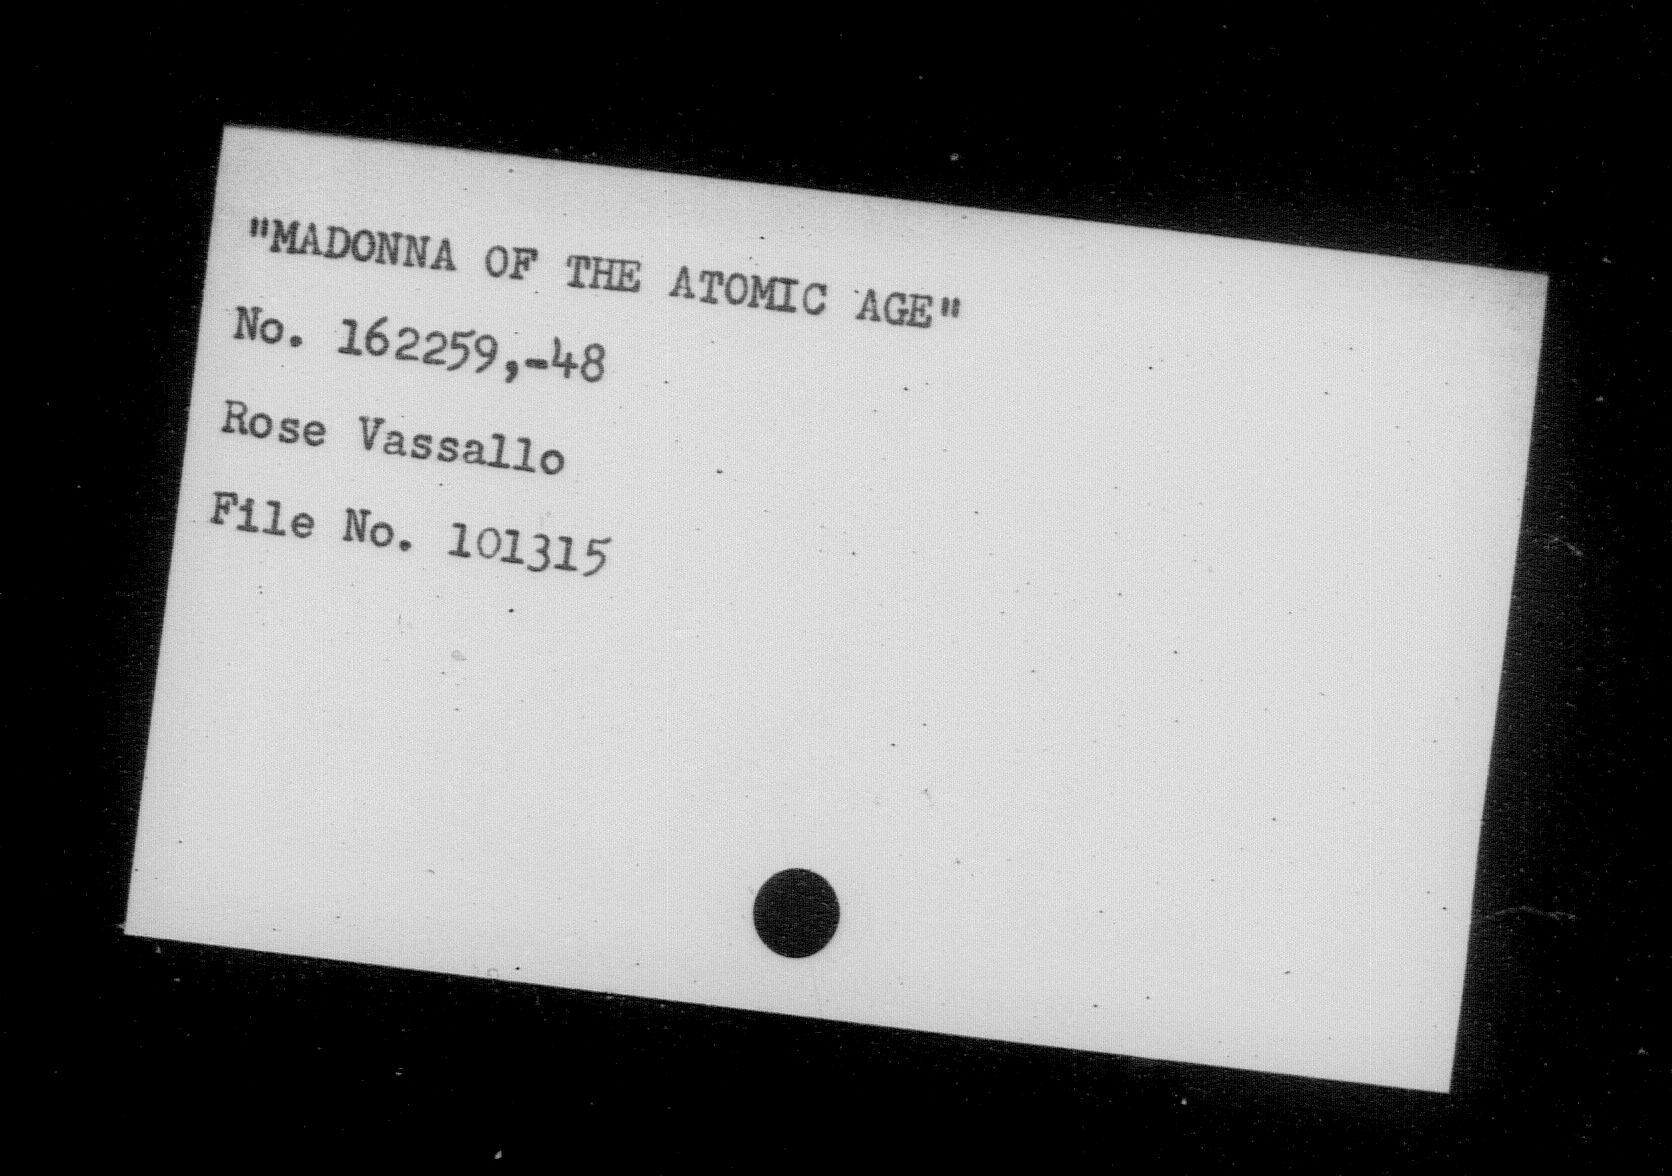 "MADONNA OF THE ATOMIC AGE"
No. 162259,-48
Rose Vassallo
File No. 101315